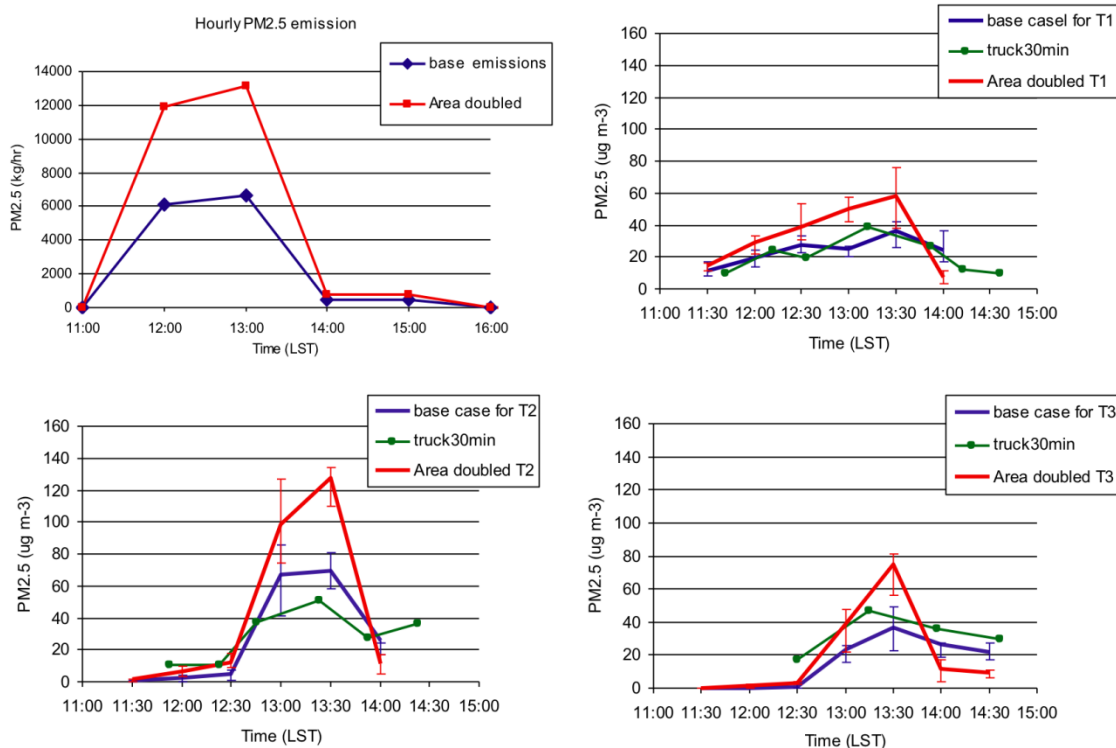 Hourly PM2.5 emission
base emissions
Area doubled
14000
12000
10000
8000
6000
4000
2000
0
PM2.5 (kg/hr)
11:00 12:00 13:00 14:00 15:00 16:00
Time (LST)
base casel for T1
truck30min
Area doubled T1
160
140
120
100
80
60
40
20
0
PM2.5 (ug m-3)
11:00 11:30 12:00 12:30 13:00 13:30 14:00 14:30 15:00
Time (LST)
base case for T2
truck30min
Area doubled T2
160
140
120
100
80
60
40
20
0
PM2.5 (ug m-3)
11:00 11:30 12:00 12:30 13:00 13:30 14:00 14:30 15:00
Time (LST)
base case for T3
truck30min
Area doubled T3
160
140
120
100
80
60
40
20
0
PM2.5 (ug m-3)
11:00 11:30 12:00 12:30 13:00 13:30 14:00 14:30 15:00
Time (LST)